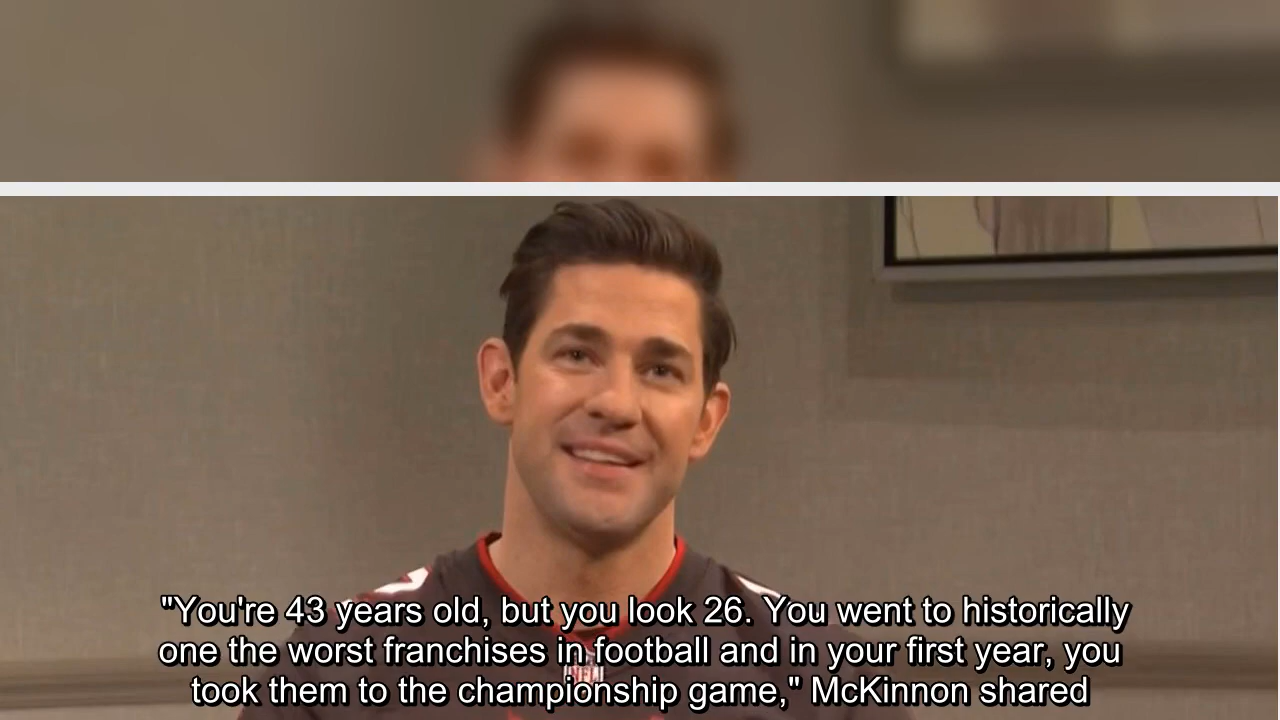 "You're 43 years old, but you look 26. You went to historically
one the worst franchises in football and in your first year, you
took them to the championship game," McKinnon shared
NFL